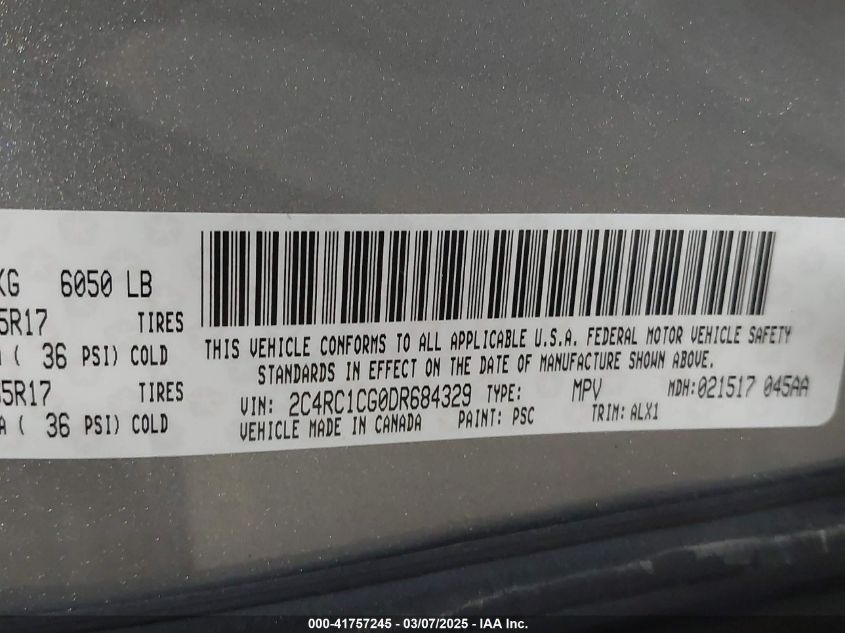 KG 6050 LB
5R17 TIRES
( 36 PSI) COLD
5R17 TIRES
A ( 36 PSI) COLD
THIS VEHICLE CONFORMS TO ALL APPLICABLE U.S.A. FEDERAL MOTOR VEHICLE SAFETY
STANDARDS IN EFFECT ON THE DATE OF MANUFACTURE SHOWN ABOVE.
VIN: 2C4RC1CG0DR684329 TYPE: MPV MDH:021517 045AA
VEHICLE MADE IN CANADA PAINT: PSC TRIM: ALX1
000-41757245 - 03/07/2025 - IAA Inc.